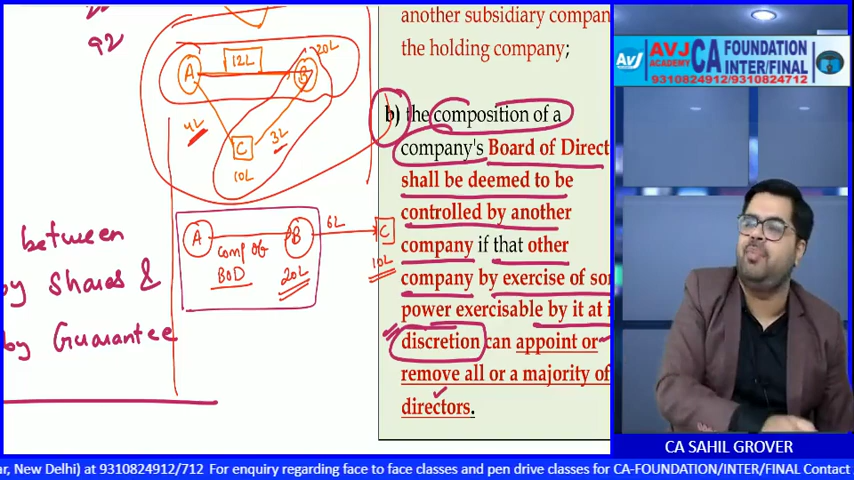 92
A
12L
B
20L
4L
3L
C
10L
A
B
6L
C
comp of
BOD
20L
10L
between
by Shares &
by Guarantee
another subsidiary compan
the holding company;
b) the composition of a
company's Board of Direct
shall be deemed to be
controlled by another
company if that other
company by exercise of so
power exercisable by it at i
discretion can appoint or
remove all or a majority of
directors.
AVJ
AVJ
ACADEMY
CA
FOUNDATION
INTER/FINAL
9310824912/9310824712
CA SAHIL GROVER
ar, New Delhi) at 9310824912/712 For enquiry regarding face to face classes and pen drive classes for CA-FOUNDATION/INTER/FINAL Contact